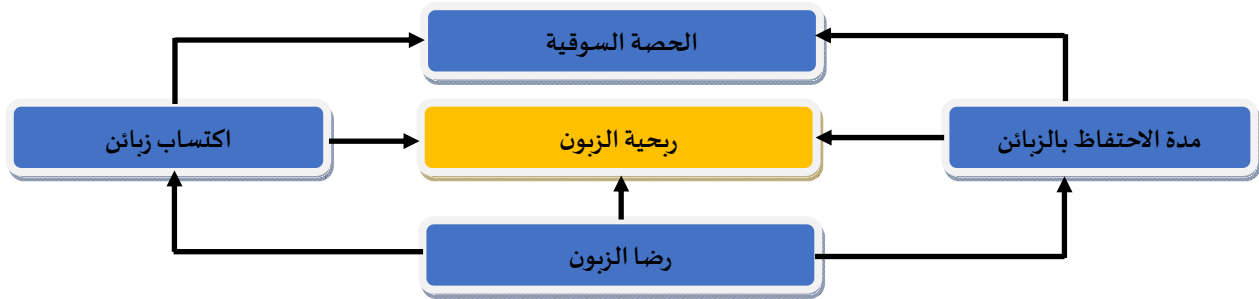 الحصة السوقية
مدة الاحتفاظ بالزبائن
ربحية الزبون
اكتساب زبائن
رضا الزبون